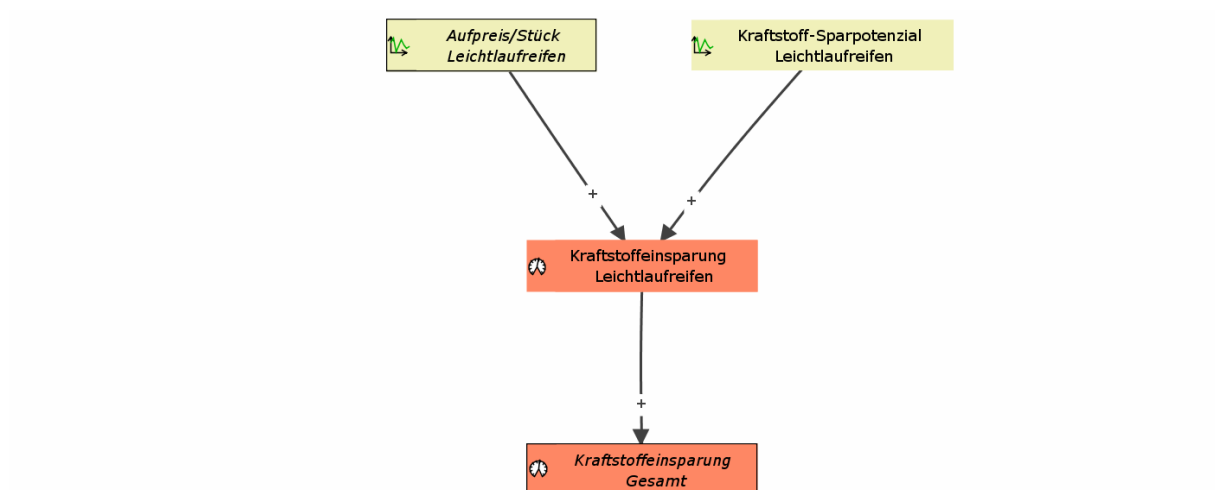 Aufpreis/Stück
Leichtlaufreifen
Kraftstoff-Sparpotenzial
Leichtlaufreifen
+
+
Kraftstoffeinsparung
Leichtlaufreifen
+
Kraftstoffeinsparung
Gesamt